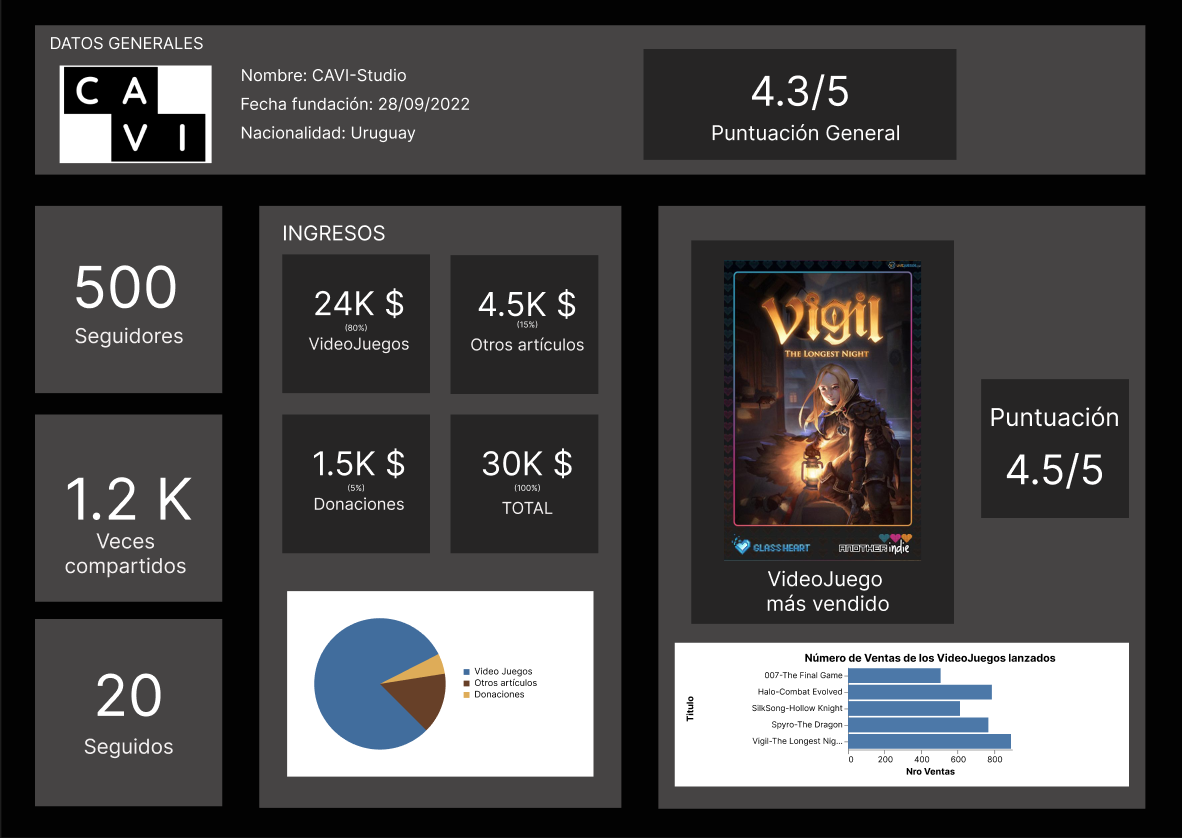 DATOS GENERALES
C A
V I
Nombre: CAVI-Studio
Fecha fundación: 28/09/2022
Nacionalidad: Uruguay
4.3/5
Puntuación General
500
Seguidores
1.2 K
Veces
compartidos
20
Seguidos
INGRESOS
24K $
(80%)
VideoJuegos
4.5K $
(15%)
Otros artículos
1.5K $
(5%)
Donaciones
30K $
(100%)
TOTAL
Video Juegos
Otros artículos
Donaciones
Vigil
THE LONGEST NIGHT
GLASS HEART
ANOTHER indie
VideoJuego
más vendido
Puntuación
4.5/5
Número de Ventas de los VideoJuegos lanzados
Título
007-The Final Game
Halo-Combat Evolved
SilkSong-Hollow Knight
Spyro-The Dragon
Vigil-The Longest Nig...
0 200 400 600 800
Nro Ventas